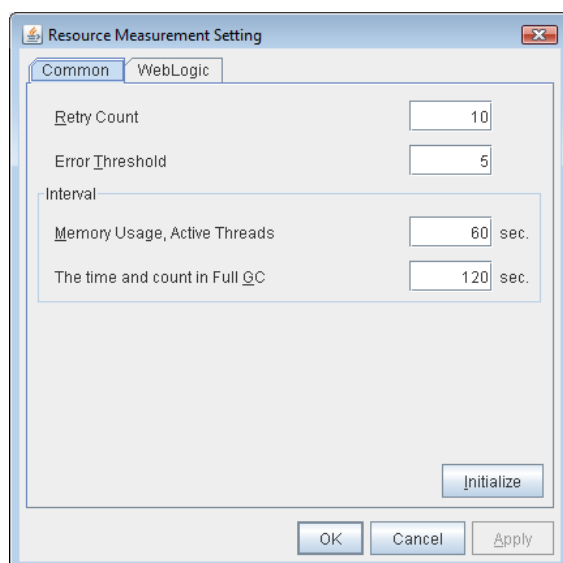 Resource Measurement Setting
Common WebLogic
Retry Count 10
Error Threshold 5
Interval
Memory Usage, Active Threads 60 sec.
The time and count in Full GC 120 sec.
Initialize
OK Cancel Apply